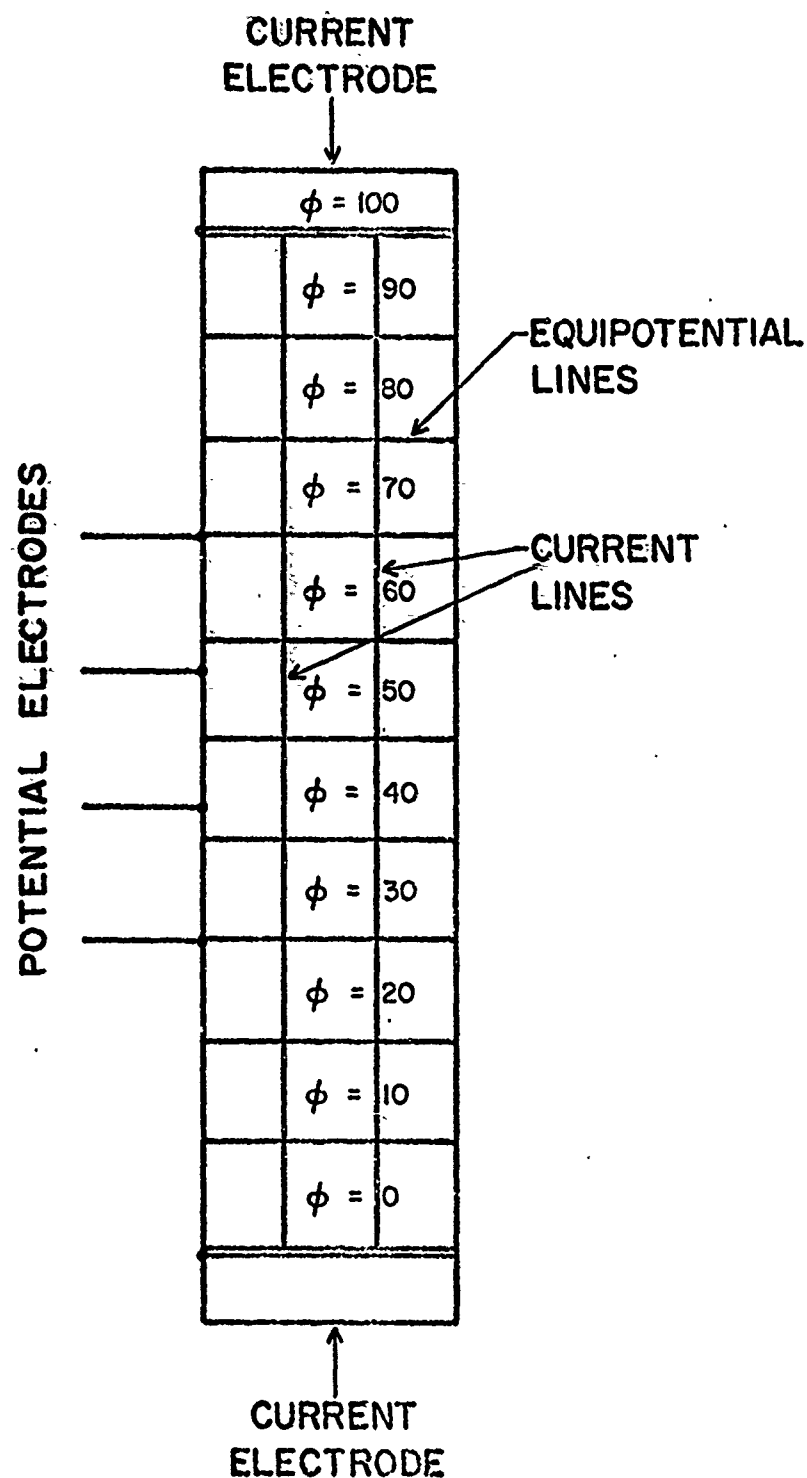 CURRENT
ELECTRODE
ϕ = 100
ϕ = 90
EQUIPOTENTIAL
LINES
ϕ = 80
ϕ = 70
POTENTIAL ELECTRODES
CURRENT
LINES
ϕ = 60
ϕ = 50
ϕ = 40
ϕ = 30
ϕ = 20
ϕ = 10
ϕ = 0
CURRENT
ELECTRODE